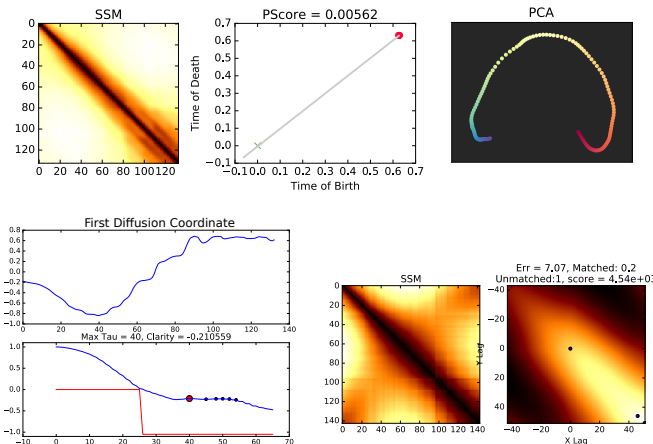 SSM
0
20
40
60
80
100
120
0 20 40 60 80 100 120
PScore = 0.00562
Time of Death
0.7
0.6
0.5
0.4
0.3
0.2
0.1
0.0
−0.1
−0.1 0.0 0.1 0.2 0.3 0.4 0.5 0.6 0.7
Time of Birth
PCA
First Diffusion Coordinate
0.8
0.6
0.4
0.2
0.0
−0.2
−0.4
−0.6
−0.8
−1.0
0 20 40 60 80 100 120 140
Max Tau = 40, Clarity = -0.210559
1.0
0.5
0.0
−0.5
−1.0
−10 0 10 20 30 40 50 60 70
SSM
0
20
40
60
80
100
120
140
0 20 40 60 80 100 120 140
Err = 7.07, Matched: 0.2
Unmatched:1, score = 4.54e+03
Y Lag
−40
−20
0
20
40
−40 −20 0 20 40
X Lag